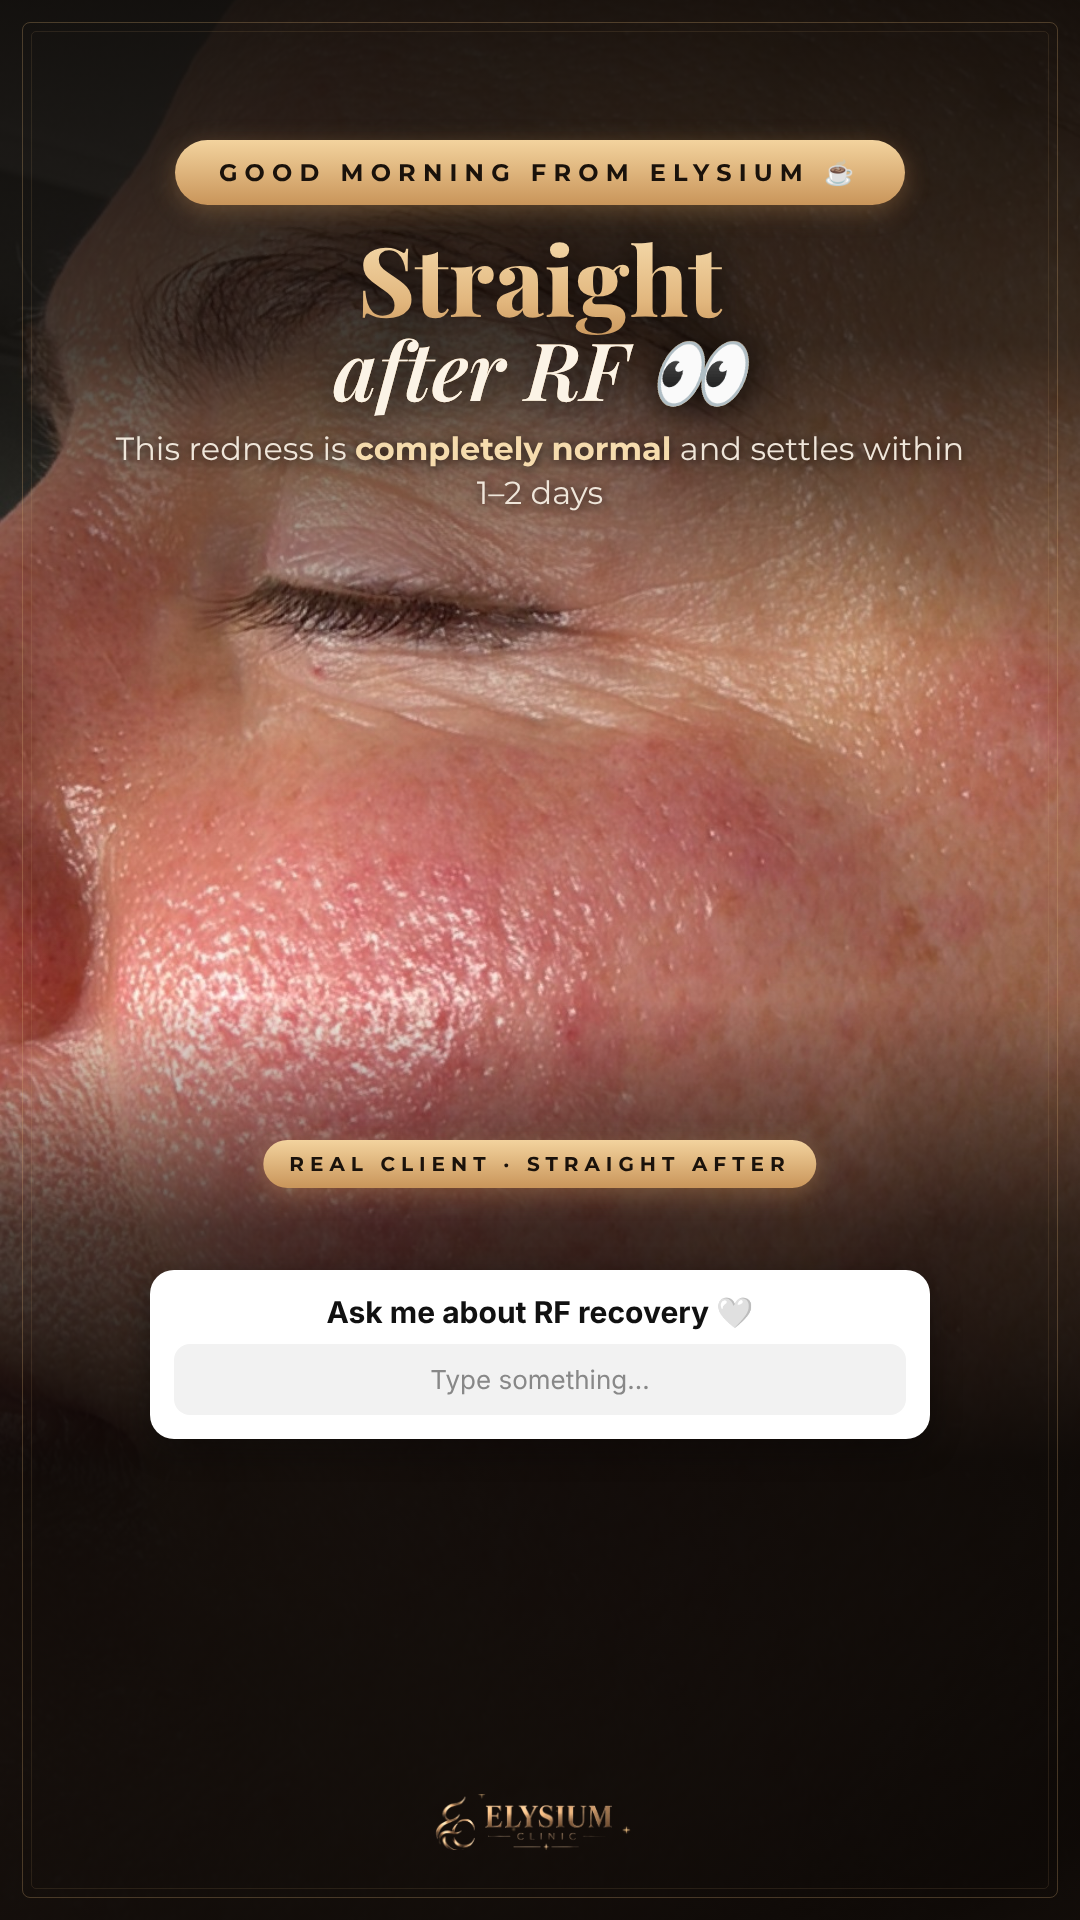 GOOD MORNING FROM ELYSIUM ☕
Straight
after RF 👀
This redness is completely normal and settles within
1–2 days
REAL CLIENT · STRAIGHT AFTER
Ask me about RF recovery 🤍
Type something...
ELYSIUM
CLINIC